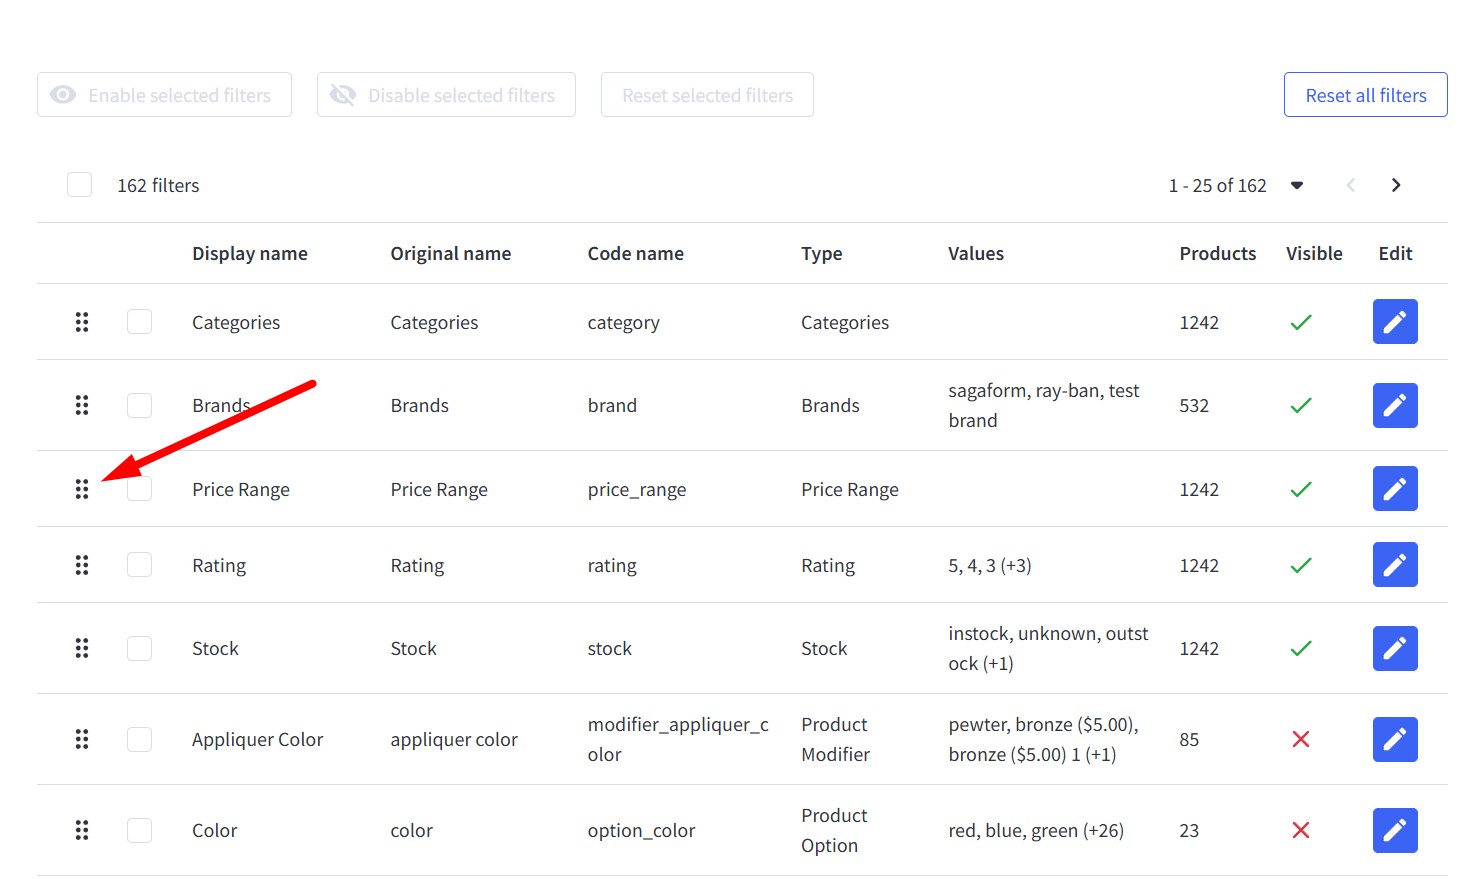 Enable selected filters Disable selected filters Reset selected filters Reset all filters
162 filters 1 - 25 of 162
Display name Original name Code name Type Values Products Visible Edit
Categories Categories category Categories 1242
Brands Brands brand Brands sagaform, ray-ban, test 532
brand
Price Range Price Range price_range Price Range 1242
Rating Rating rating Rating 5, 4, 3 (+3) 1242
Stock Stock stock Stock instock, unknown, outst 1242
ock (+1)
Appliquer Color appliquer color modifier_appliquer_c Product pewter, bronze ($5.00), 85
olor Modifier bronze ($5.00) 1 (+1)
Color color option_color Product red, blue, green (+26) 23
Option